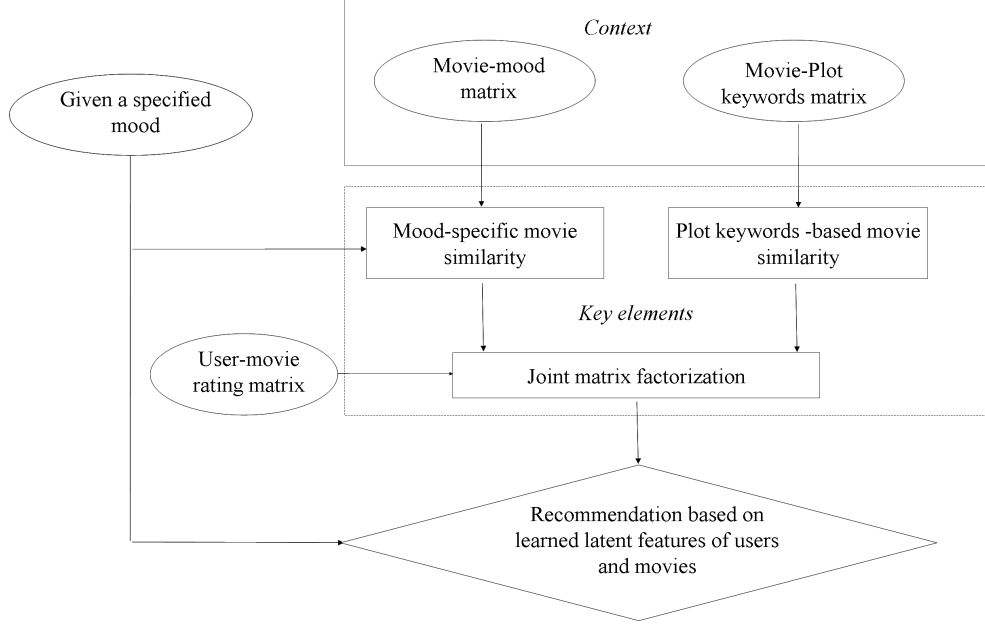 Context
Movie-mood
matrix
Movie-Plot
keywords matrix
Given a specified
mood
Mood-specific movie
similarity
Plot keywords -based movie
similarity
Key elements
User-movie
rating matrix
Joint matrix factorization
Recommendation based on
learned latent features of users
and movies